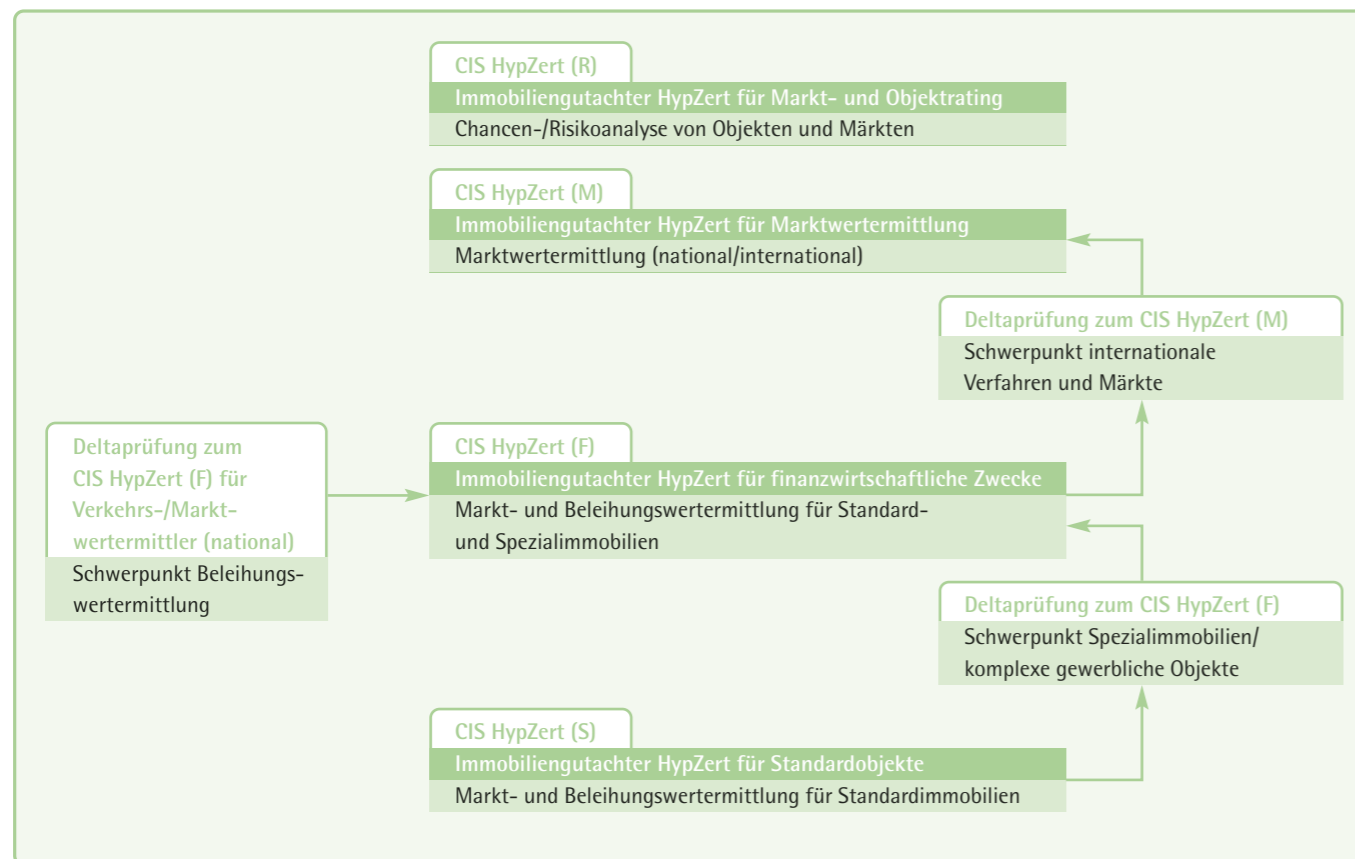 CIS HypZert (R)
Immobiliengutachter HypZert für Markt- und Objektrating
Chancen-/Risikoanalyse von Objekten und Märkten
CIS HypZert (M)
Immobiliengutachter HypZert für Marktwertermittlung
Marktwertermittlung (national/international)
Deltaprüfung zum CIS HypZert (M)
Schwerpunkt internationale
Verfahren und Märkte
Deltaprüfung zum
CIS HypZert (F) für
Verkehrs-/Markt-
wertermittler (national)
Schwerpunkt Beleihungs-
wertermittlung
CIS HypZert (F)
Immobiliengutachter HypZert für finanzwirtschaftliche Zwecke
Markt- und Beleihungswertermittlung für Standard-
und Spezialimmobilien
Deltaprüfung zum CIS HypZert (F)
Schwerpunkt Spezialimmobilien/
komplexe gewerbliche Objekte
CIS HypZert (S)
Immobiliengutachter HypZert für Standardobjekte
Markt- und Beleihungswertermittlung für Standardimmobilien